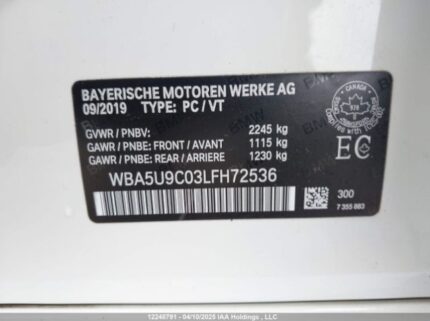 BAYERISCHE MOTOREN WERKE AG
09/2019 TYPE: PC / VT
GVWR / PNBV: 2245 kg
GAWR / PNBE: FRONT / AVANT 1115 kg
GAWR / PNBE: REAR / ARRIERE 1230 kg
WBA5U9C03LFH72536
CANADA
978
EC
300
7 355 883
12246791 - 04/10/2025 IAA Holdings, LLC